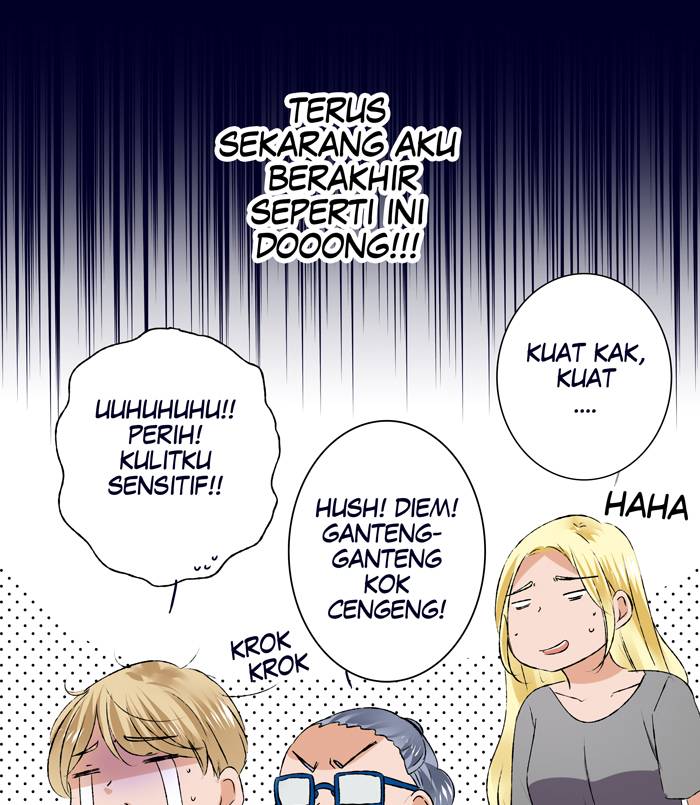 TERUS
SEKARANG AKU
BERAKHIR
SEPERTI INI
DOOONG!!!
KUAT KAK,
KUAT
....
UUHUHUHU!!
PERIH!
KULITKU
SENSITIF!!
HUSH! DIEM!
GANTENG-
GANTENG
KOK
CENGENG!
HAHA
KROK
KROK